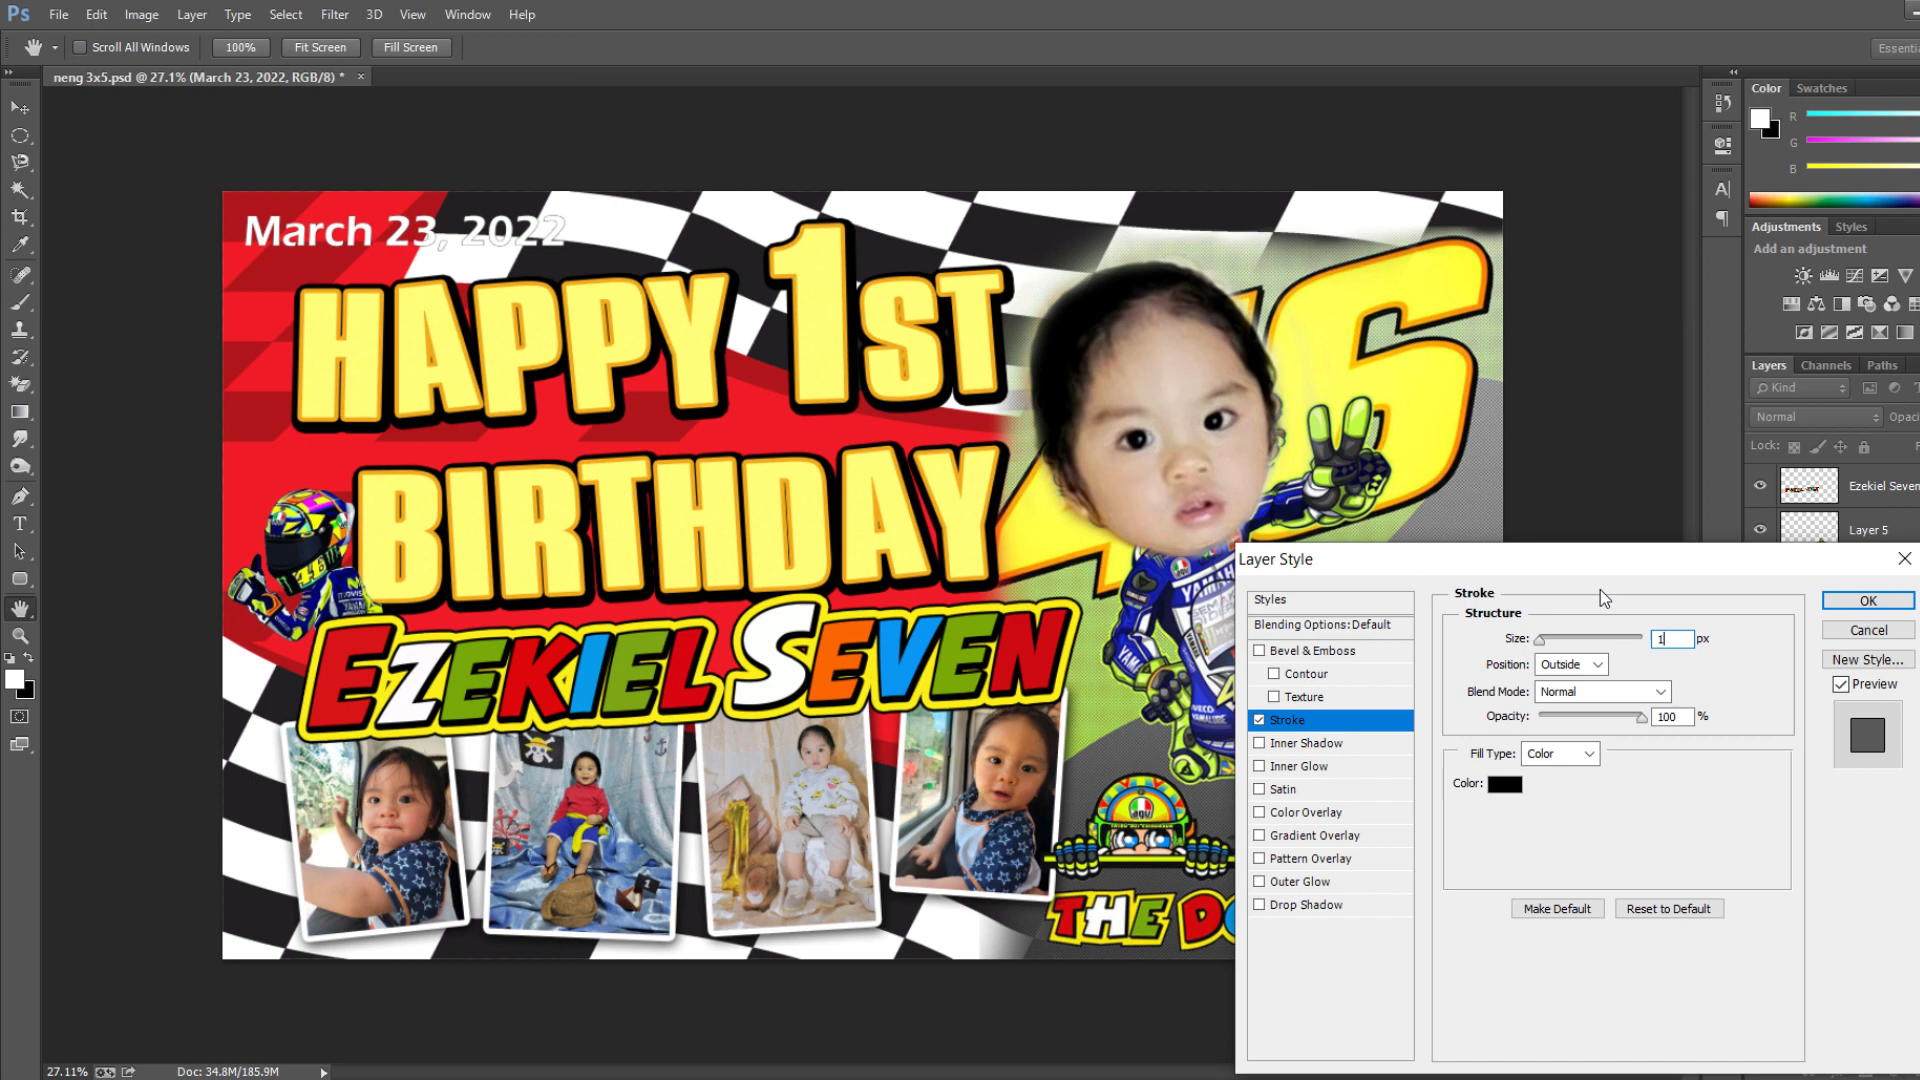 Ps File Edit Image Layer Type Select Filter 3D View Window Help
Scroll All Windows 100% Fit Screen Fill Screen
neng 3x5.psd @ 27.1% (March 23, 2022, RGB/8) * ×
Color Swatches
R
G
B
Adjustments Styles
Add an adjustment
Layers Channels Paths
Kind
Normal
Lock:
Ezekiel Seven
Layer 5
March 23, 2022
HAPPY 1ST
BIRTHDAY
EZEKIEL SEVEN
46
YAMAHA
THE
Layer Style
Styles
Blending Options: Default
Bevel & Emboss
Contour
Texture
Stroke
Inner Shadow
Inner Glow
Satin
Color Overlay
Gradient Overlay
Pattern Overlay
Outer Glow
Drop Shadow
Stroke
Structure
Size: 1 px
Position: Outside
Blend Mode: Normal
Opacity: 100 %
Fill Type: Color
Color:
Make Default Reset to Default
OK
Cancel
New Style...
Preview
27.11% Doc: 34.8M/185.9M